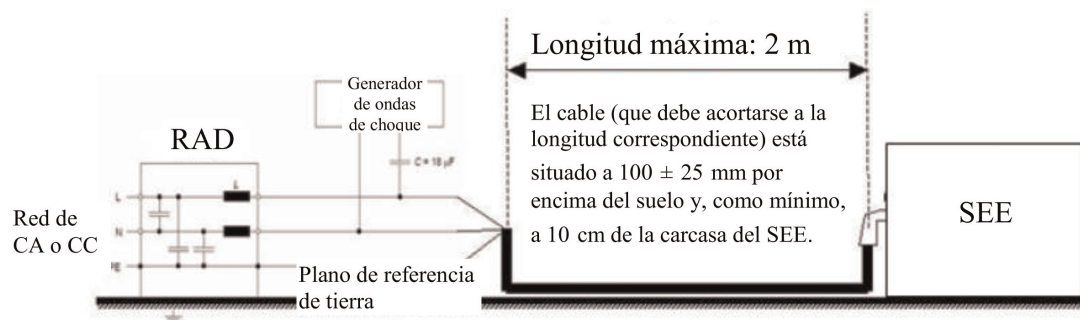 Longitud máxima: 2 m
Generador
de ondas
de choque
El cable (que debe acortarse a la
longitud correspondiente) está
situado a 100 ± 25 mm por
encima del suelo y, como mínimo,
a 10 cm de la carcasa del SEE.
RAD
C = 18 µF
L
L
N
PE
Red de
CA o CC
SEE
Plano de referencia
de tierra